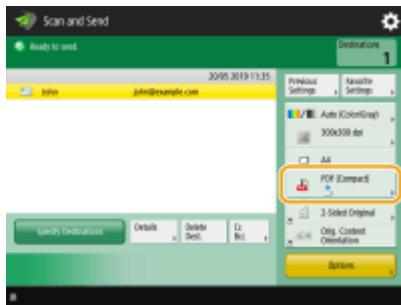 Scan and Send
Ready to send.
Destinations
1
20/05 2019 11:35
John john@example.com
Previous Settings
Favorite Settings
Auto (Color/Gray)
300x300 dpi
A4
PDF (Compact)
2-Sided Original
Orig. Content Orientation
Specify Destinations
Details
Delete Dest.
Cc Bcc
Options